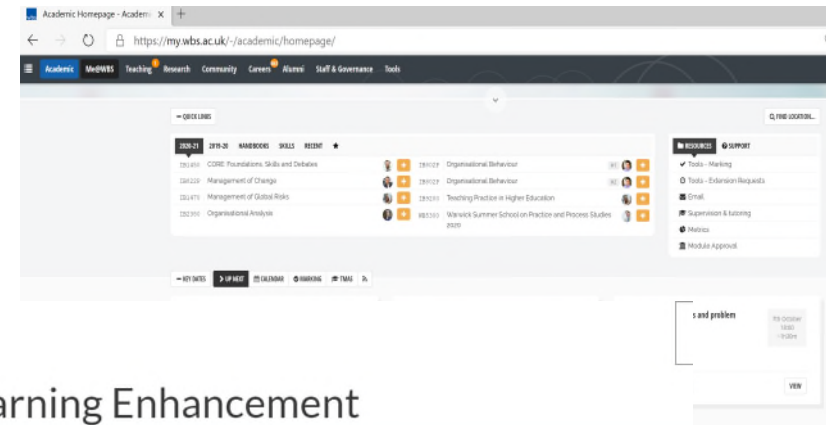 Academic Homepage - Academi
https://my.wbs.ac.uk/-/academic/homepage/
Academic Me@WBS Teaching Research Community Careers Alumni Staff & Governance Tools
QUICK LINKS
FIND LOCATION...
2020-21 2019-20 HANDBOOKS SKILLS RECENT
CORE: Foundations, Skills and Debates
Management of Change
Management of Global Risks
Organisational Analysis
Organisational Behaviour
Organisational Behaviour
Teaching Practice in Higher Education
Warwick Summer School on Practice and Process Studies
2020
RESOURCES SUPPORT
Tools - Marking
Tools - Extension Requests
Email
Supervision & tutoring
Metrics
Module Approval
KEY DATES UP NEXT CALENDAR MARKING TMAS
s and problem
October
VIEW
arning Enhancement